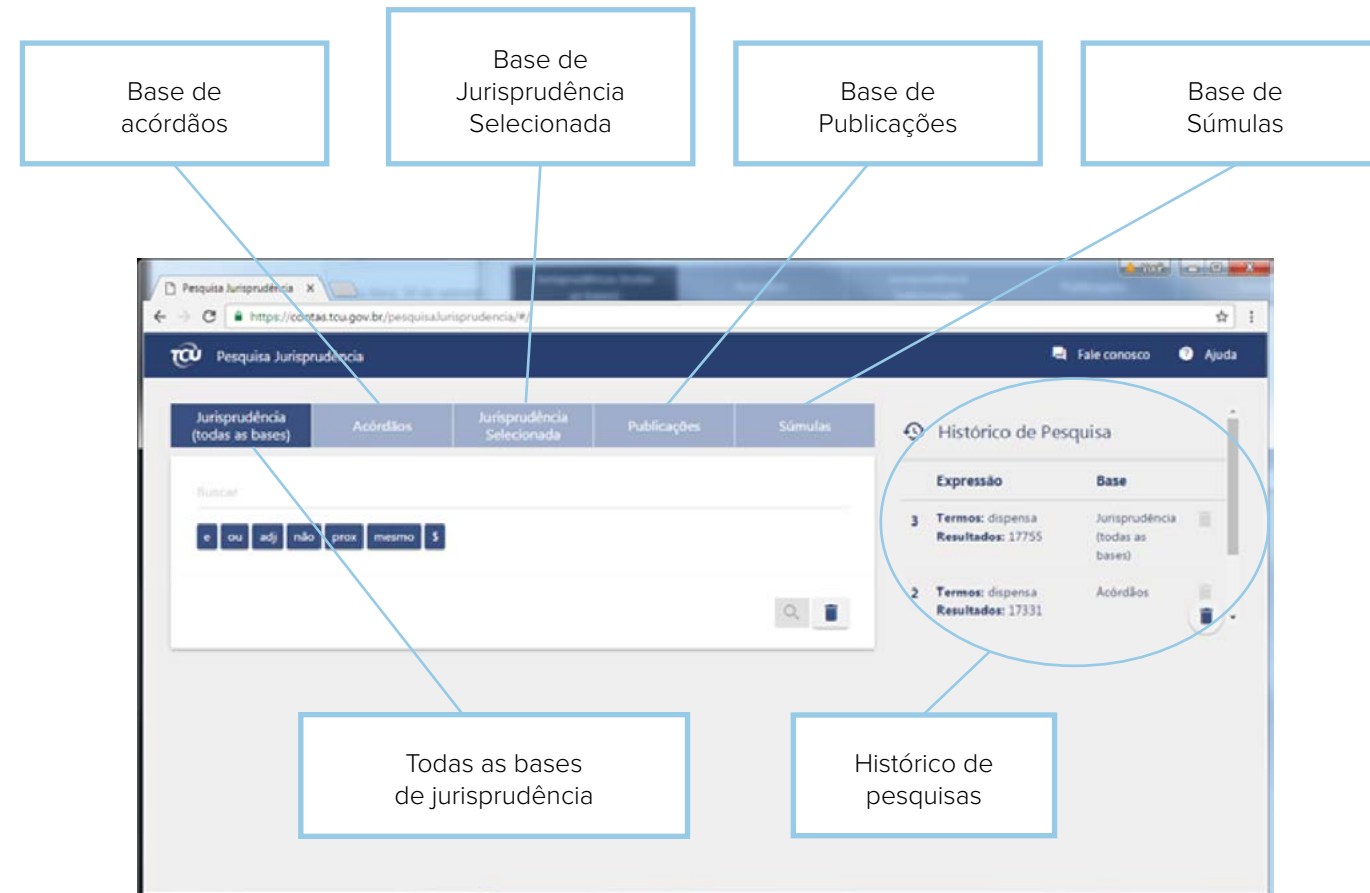 Base de
acórdãos
Base de
Jurisprudência
Selecionada
Base de
Publicações
Base de
Súmulas
Pesquisa Jurisprudência
https://contas.tcu.gov.br/pesquisaJurisprudencia/#/
TCU Pesquisa Jurisprudência
Fale conosco
Ajuda
Jurisprudência
(todas as bases)
Acórdãos
Jurisprudência
Selecionada
Publicações
Súmulas
Buscar
e ou adj não prox mesmo $
Histórico de Pesquisa
Expressão Base
3 Termos: dispensa Jurisprudência
Resultados: 17755 (todas as
bases)
2 Termos: dispensa Acórdãos
Resultados: 17331
Todas as bases
de jurisprudência
Histórico de
pesquisas